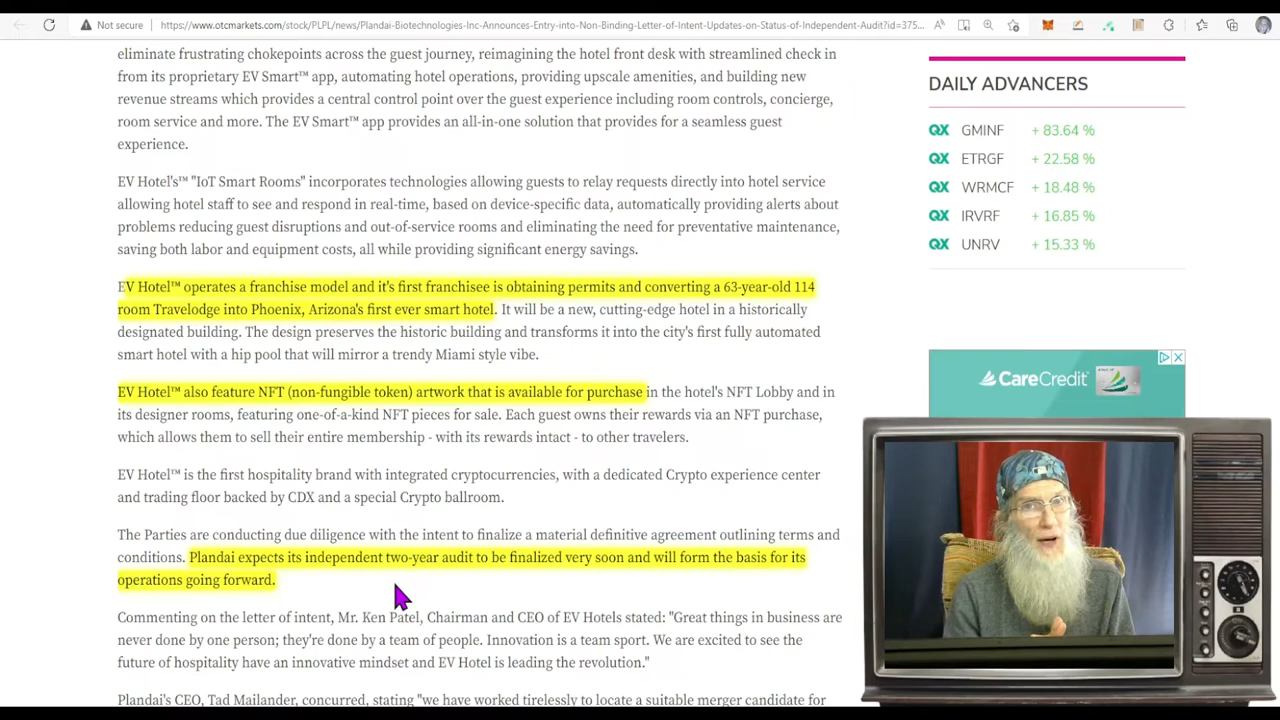 Not secure
https://www.otcmarkets.com/stock/PLPL/news/Plandai-Biotechnologies-Inc-Announces-Entry-into-Non-Binding-Letter-of-Intent-Updates-on-Status-of-Independent-Audit?id=375...
eliminate frustrating chokepoints across the guest journey, reimagining the hotel front desk with streamlined check in
from its proprietary EV Smart™ app, automating hotel operations, providing upscale amenities, and building new
revenue streams which provides a central control point over the guest experience including room controls, concierge,
room service and more. The EV Smart™ app provides an all-in-one solution that provides for a seamless guest
experience.
EV Hotel's™ "IoT Smart Rooms" incorporates technologies allowing guests to relay requests directly into hotel service
allowing hotel staff to see and respond in real-time, based on device-specific data, automatically providing alerts about
problems reducing guest disruptions and out-of-service rooms and eliminating the need for preventative maintenance,
saving both labor and equipment costs, all while providing significant energy savings.
EV Hotel™ operates a franchise model and it's first franchisee is obtaining permits and converting a 63-year-old 114
room Travelodge into Phoenix, Arizona's first ever smart hotel. It will be a new, cutting-edge hotel in a historically
designated building. The design preserves the historic building and transforms it into the city's first fully automated
smart hotel with a hip pool that will mirror a trendy Miami style vibe.
EV Hotel™ also feature NFT (non-fungible token) artwork that is available for purchase in the hotel's NFT Lobby and in
its designer rooms, featuring one-of-a-kind NFT pieces for sale. Each guest owns their rewards via an NFT purchase,
which allows them to sell their entire membership - with its rewards intact - to other travelers.
EV Hotel™ is the first hospitality brand with integrated cryptocurrencies, with a dedicated Crypto experience center
and trading floor backed by CDX and a special Crypto ballroom.
The Parties are conducting due diligence with the intent to finalize a material definitive agreement outlining terms and
conditions. Plandai expects its independent two-year audit to be finalized very soon and will form the basis for its
operations going forward.
Commenting on the letter of intent, Mr. Ken Patel, Chairman and CEO of EV Hotels stated: "Great things in business are
never done by one person; they're done by a team of people. Innovation is a team sport. We are excited to see the
future of hospitality have an innovative mindset and EV Hotel is leading the revolution."
Plandai's CEO, Tad Mailander, concurred, stating "we have worked tirelessly to locate a suitable merger candidate for
DAILY ADVANCERS
QX GMINF + 83.64 %
QX ETRGF + 22.58 %
QX WRMCF + 18.48 %
QX IRVRF + 16.85 %
QX UNRV + 15.33 %
CareCredit